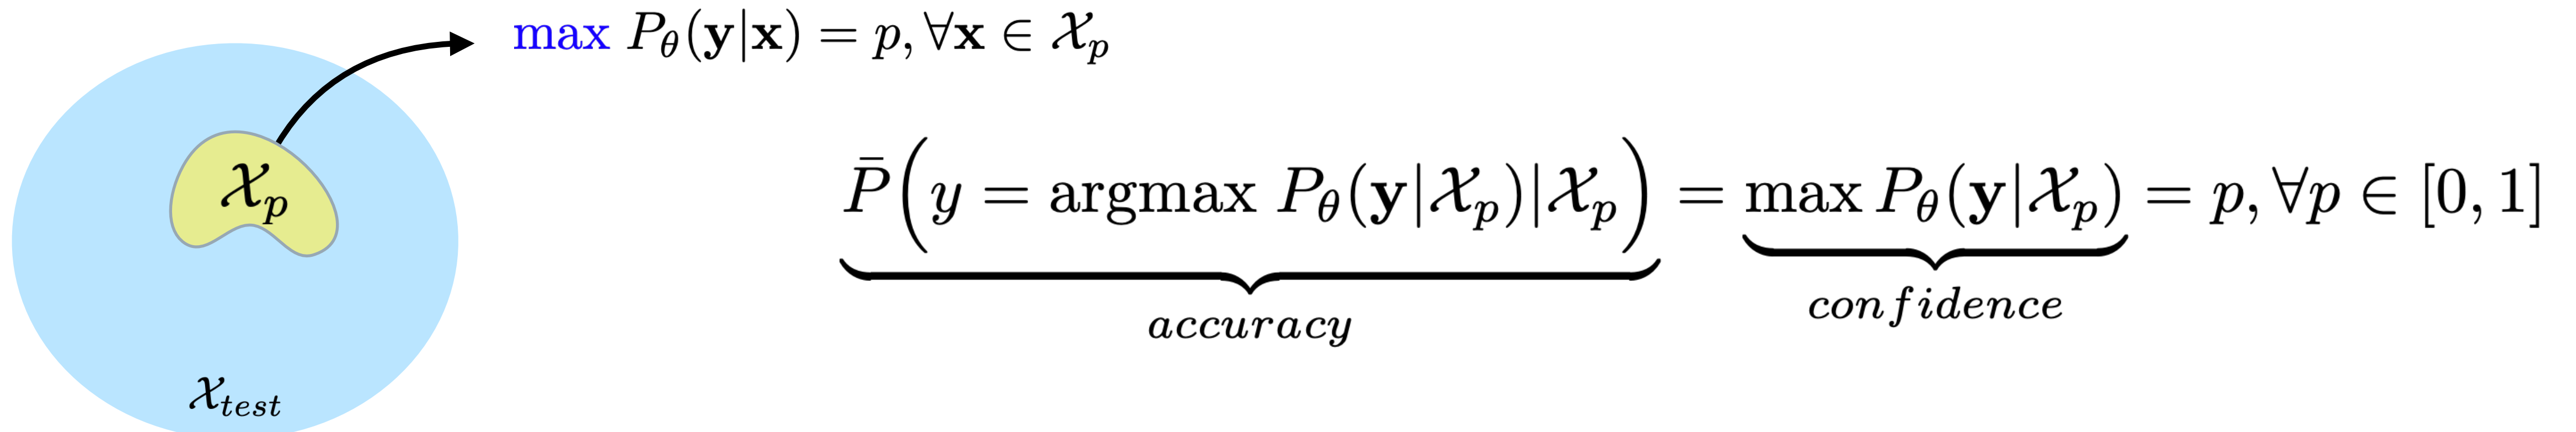 max P_θ(y|x) = p, ∀x ∈ 𝒳_p
𝒳_p
P̄(y = argmax P_θ(y|𝒳_p)|𝒳_p) = max P_θ(y|𝒳_p) = p, ∀p ∈ [0, 1]
confidence
accuracy
𝒳_test